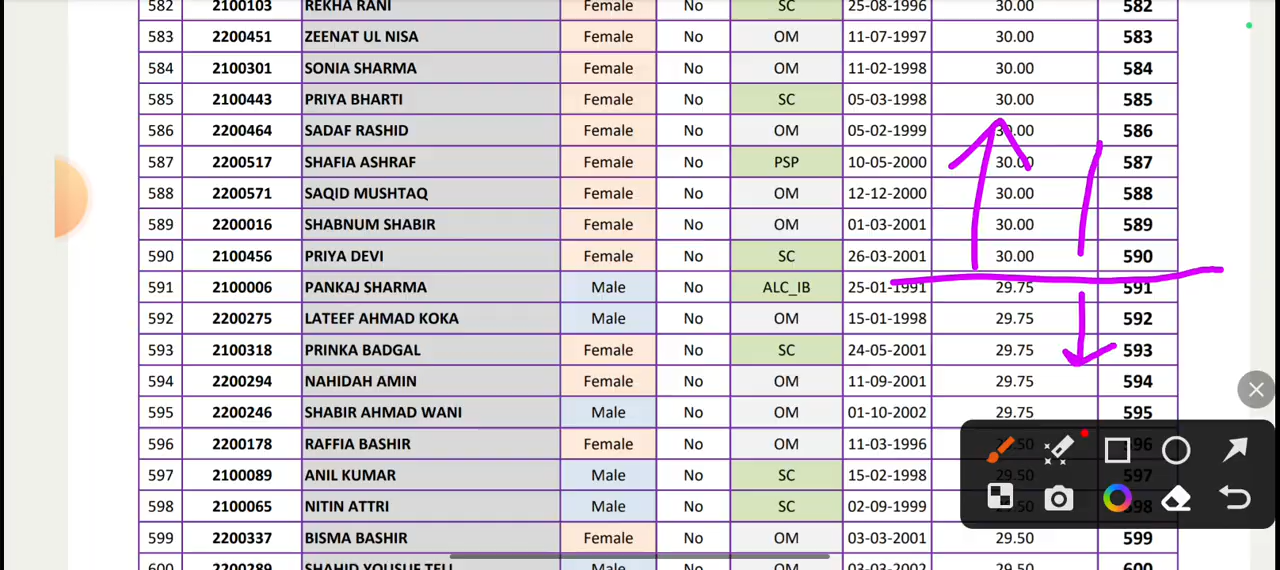 582 2100103 REKHA RANI Female No SC 25-08-1996 30.00 582
583 2200451 ZEENAT UL NISA Female No OM 11-07-1997 30.00 583
584 2100301 SONIA SHARMA Female No OM 11-02-1998 30.00 584
585 2100443 PRIYA BHARTI Female No SC 05-03-1998 30.00 585
586 2200464 SADAF RASHID Female No OM 05-02-1999 30.00 586
587 2200517 SHAFIA ASHRAF Female No PSP 10-05-2000 30.00 587
588 2200571 SAQID MUSHTAQ Female No OM 12-12-2000 30.00 588
589 2200016 SHABNUM SHABIR Female No OM 01-03-2001 30.00 589
590 2100456 PRIYA DEVI Female No SC 26-03-2001 30.00 590
591 2100006 PANKAJ SHARMA Male No ALC_IB 25-01-1991 29.75 591
592 2200275 LATEEF AHMAD KOKA Male No OM 15-01-1998 29.75 592
593 2100318 PRINKA BADGAL Female No SC 24-05-2001 29.75 593
594 2200294 NAHIDAH AMIN Female No OM 11-09-2001 29.75 594
595 2200246 SHABIR AHMAD WANI Male No OM 01-10-2002 29.75 595
596 2200178 RAFFIA BASHIR Female No OM 11-03-1996 29.50 596
597 2100089 ANIL KUMAR Male No SC 15-02-1998 29.50 597
598 2100065 NITIN ATTRI Male No SC 02-09-1999 29.50 598
599 2200337 BISMA BASHIR Female No OM 03-03-2001 29.50 599
600 2200289 SHAHID YOUSUF TELI Male No OM 03-03-2002 29.50 600